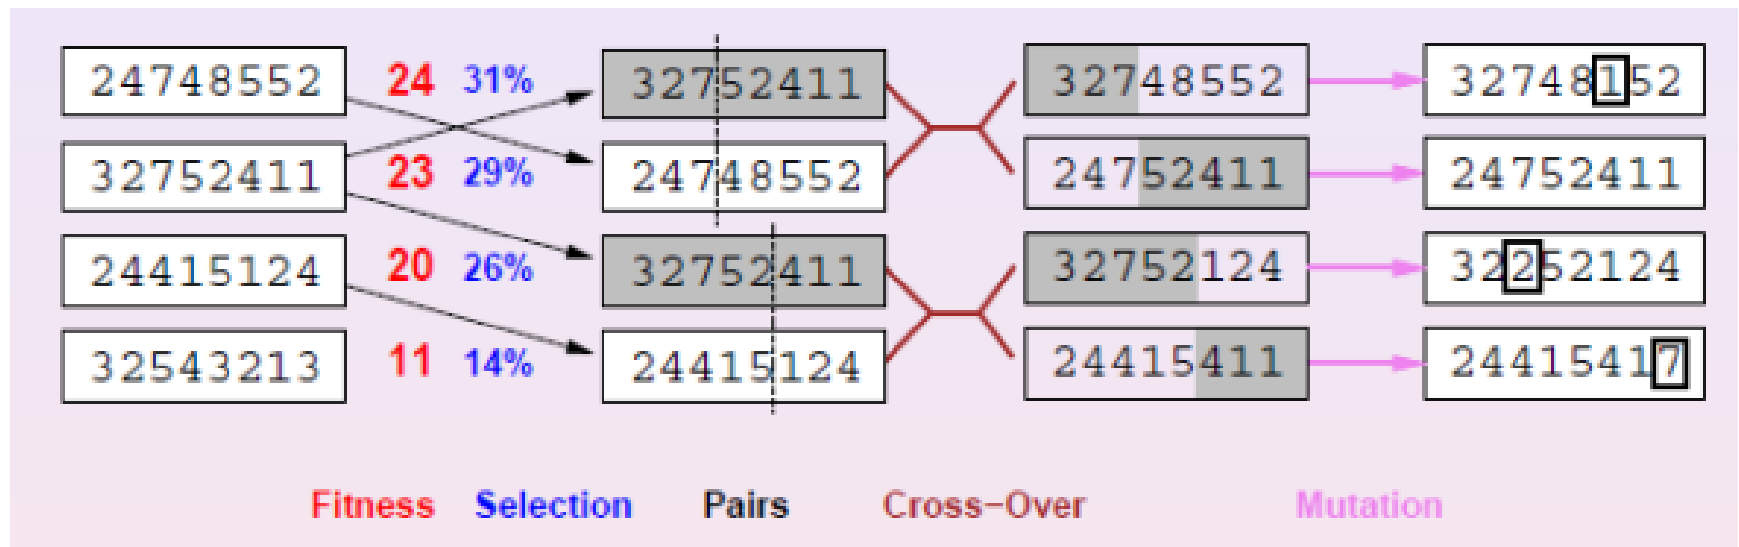 24748552 24 31% 32752411 32748552 32748152
32752411 23 29% 24748552 24752411 24752411
24415124 20 26% 32752411 32752124 32252124
32543213 11 14% 24415124 24415411 24415417
Fitness Selection Pairs Cross-Over Mutation